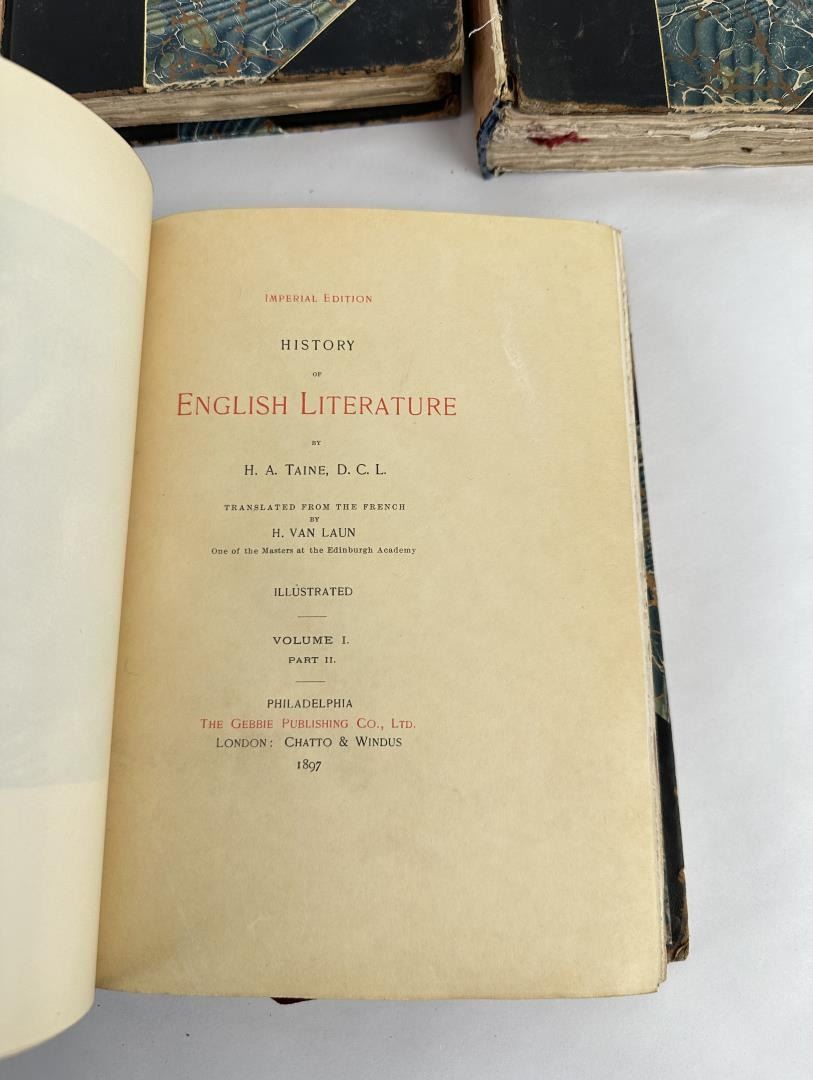 IMPERIAL EDITION
HISTORY
OF
ENGLISH LITERATURE
BY
H. A. TAINE, D. C. L.
TRANSLATED FROM THE FRENCH
BY
H. VAN LAUN
One of the Masters at the Edinburgh Academy
ILLUSTRATED
VOLUME I.
PART II.
PHILADELPHIA
THE GEBBIE PUBLISHING CO., LTD.
LONDON: CHATTO & WINDUS
1897